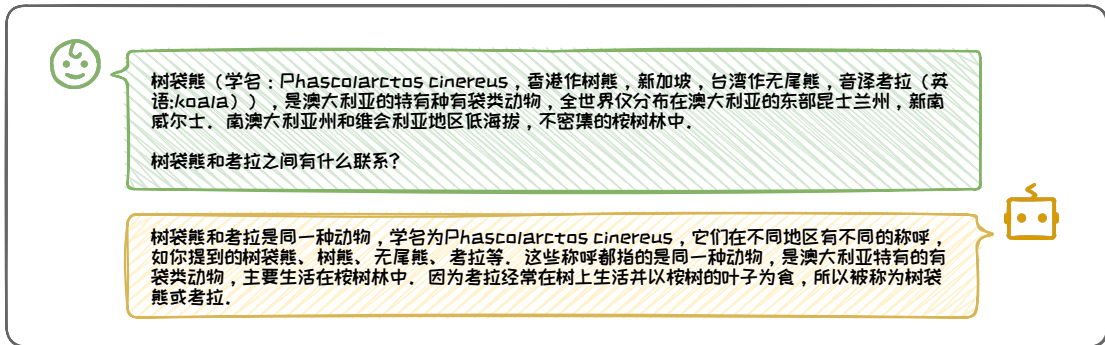 树袋熊（学名：Phascolarctos cinereus，香港作树熊，新加坡，台湾作无尾熊，音译考拉（英
语:koala）），是澳大利亚的特有种有袋类动物，全世界仅分布在澳大利亚的东部昆士兰州，新南
威尔士．南澳大利亚州和维会利亚地区低海拔，不密集的桉树林中．
树袋熊和考拉之间有什么联系?
树袋熊和考拉是同一种动物，学名为Phascolarctos cinereus，它们在不同地区有不同的称呼，
如你提到的树袋熊、树熊、无尾熊、考拉等．这些称呼都指的是同一种动物，是澳大利亚特有的有
袋类动物，主要生活在桉树林中．因为考拉经常在树上生活并以桉树的叶子为食，所以被称为树袋
熊或考拉．